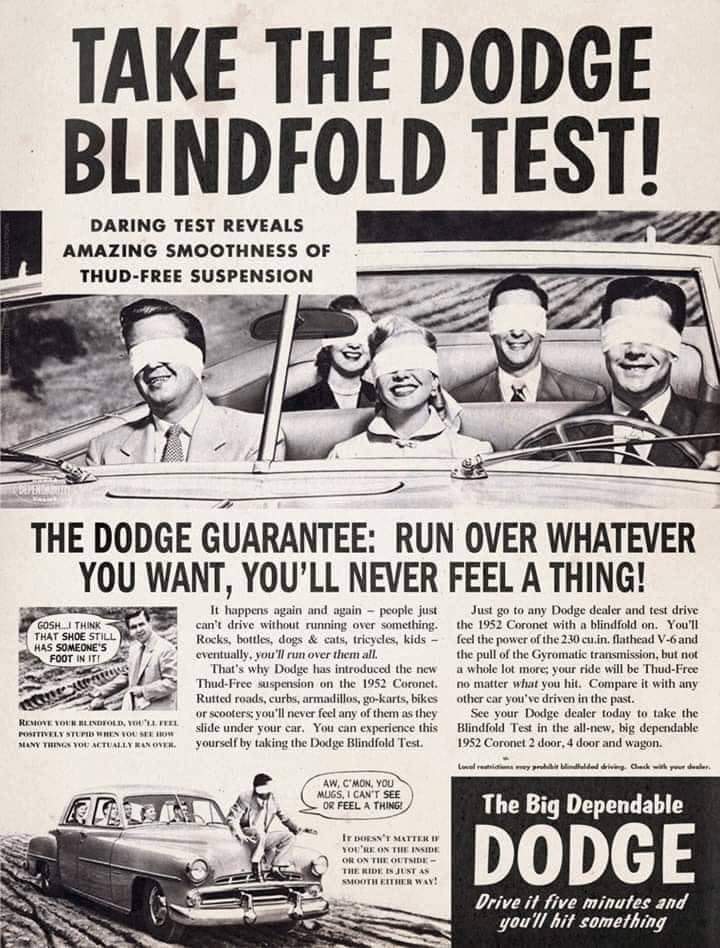 TAKE THE DODGE
BLINDFOLD TEST!
DARING TEST REVEALS
AMAZING SMOOTHNESS OF
THUD-FREE SUSPENSION
THE DODGE GUARANTEE: RUN OVER WHATEVER
YOU WANT, YOU'LL NEVER FEEL A THING!
GOSH...I THINK
THAT SHOE STILL
HAS SOMEONE'S
FOOT IN IT!
REMOVE YOUR BLINDFOLD, YOU'LL FEEL
POSITIVELY STUPID WHEN YOU SEE HOW
MANY THINGS YOU ACTUALLY RAN OVER.
It happens again and again – people just
can't drive without running over something.
Rocks, bottles, dogs & cats, tricycles, kids –
eventually, you'll run over them all.
That's why Dodge has introduced the new
Thud-Free suspension on the 1952 Coronet.
Rutted roads, curbs, armadillos, go-karts, bikes
or scooters; you'll never feel any of them as they
slide under your car. You can experience this
yourself by taking the Dodge Blindfold Test.
Just go to any Dodge dealer and test drive
the 1952 Coronet with a blindfold on. You'll
feel the power of the 230 cu.in. flathead V-6 and
the pull of the Gyromatic transmission, but not
a whole lot more; your ride will be Thud-Free
no matter what you hit. Compare it with any
other car you've driven in the past.
See your Dodge dealer today to take the
Blindfold Test in the all-new, big dependable
1952 Coronet 2 door, 4 door and wagon.
Local restrictions may prohibit blindfolded driving. Check with your dealer.
AW, C'MON, YOU
MUGS, I CAN'T SEE
OR FEEL A THING!
IT DOESN'T MATTER IF
YOU'RE ON THE INSIDE
OR ON THE OUTSIDE –
THE RIDE IS JUST AS
SMOOTH EITHER WAY!
The Big Dependable
DODGE
Drive it five minutes and
you'll hit something